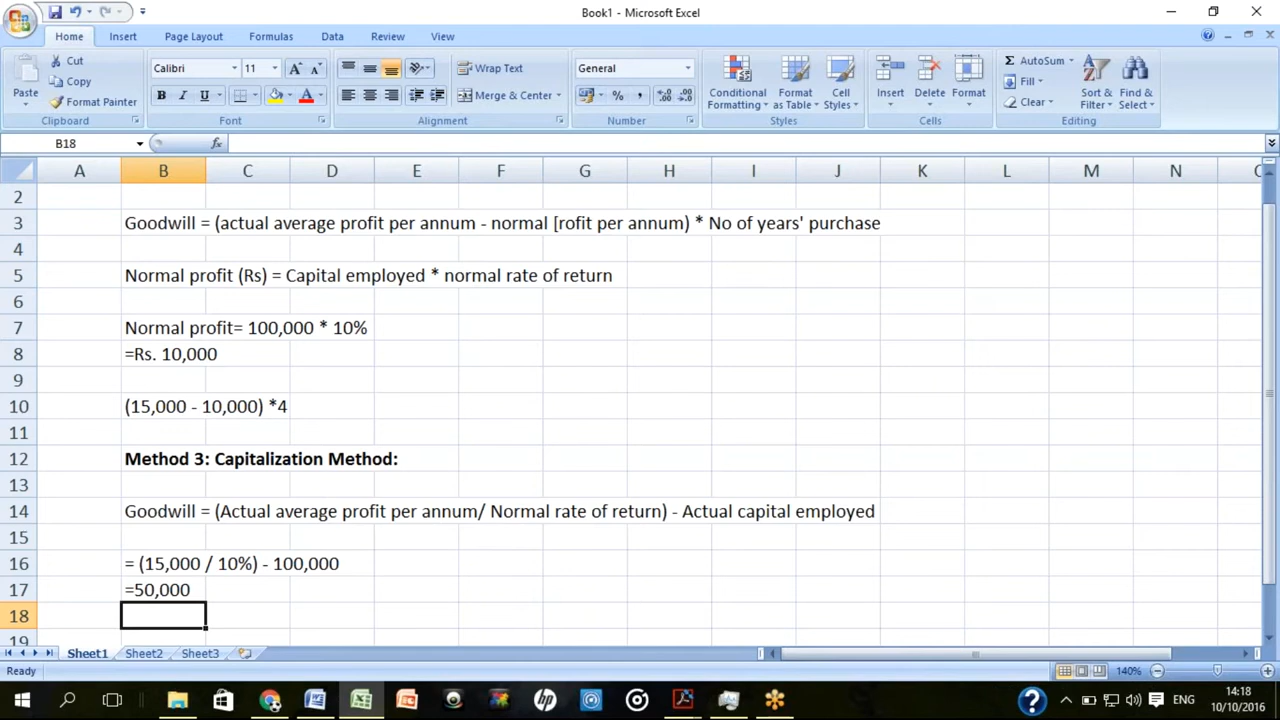 Book1 - Microsoft Excel
Home Insert Page Layout Formulas Data Review View
Paste
Cut
Copy
Format Painter
Clipboard
Calibri 11
B I U
A A A
Font
Wrap Text
Merge & Center
Alignment
General
% ,
Number
Conditional Formatting
Format as Table
Cell Styles
Styles
Insert Delete Format
Cells
Σ AutoSum
Fill
Clear
Sort & Filter
Find & Select
Editing
B18 fx
A B C D E F G H I J K L M N
2
3 Goodwill = (actual average profit per annum - normal [rofit per annum) * No of years' purchase
4
5 Normal profit (Rs) = Capital employed * normal rate of return
6
7 Normal profit= 100,000 * 10%
8 =Rs. 10,000
9
10 (15,000 - 10,000) *4
11
12 Method 3: Capitalization Method:
13
14 Goodwill = (Actual average profit per annum/ Normal rate of return) - Actual capital employed
15
16 = (15,000 / 10%) - 100,000
17 =50,000
18
19
Sheet1 Sheet2 Sheet3
Ready 140%
hp ? ENG 14:18
10/10/2016